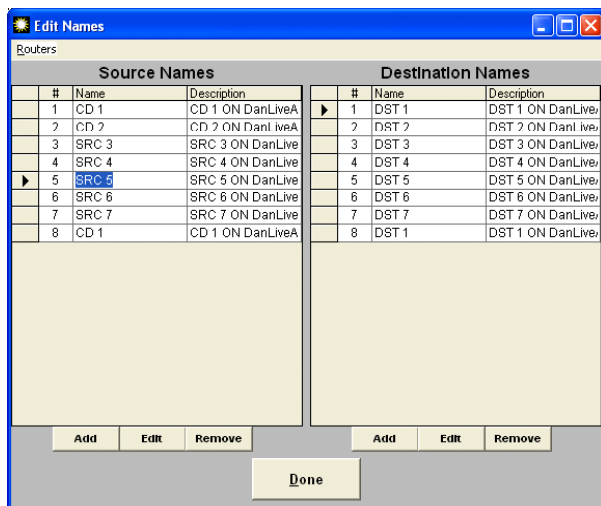 Edit Names
Routers
Source Names
# Name Description
1 CD 1 CD 1 ON DanLiveA
2 CD 2 CD 2 ON DanLiveA
3 SRC 3 SRC 3 ON DanLive
4 SRC 4 SRC 4 ON DanLive
5 SRC 5 SRC 5 ON DanLive
6 SRC 6 SRC 6 ON DanLive
7 SRC 7 SRC 7 ON DanLive
8 CD 1 CD 1 ON DanLiveA
Add Edit Remove
Destination Names
# Name Description
1 DST 1 DST 1 ON DanLive
2 DST 2 DST 2 ON DanLive
3 DST 3 DST 3 ON DanLive
4 DST 4 DST 4 ON DanLive
5 DST 5 DST 5 ON DanLive
6 DST 6 DST 6 ON DanLive
7 DST 7 DST 7 ON DanLive
8 DST 1 DST 1 ON DanLive
Add Edit Remove
Done